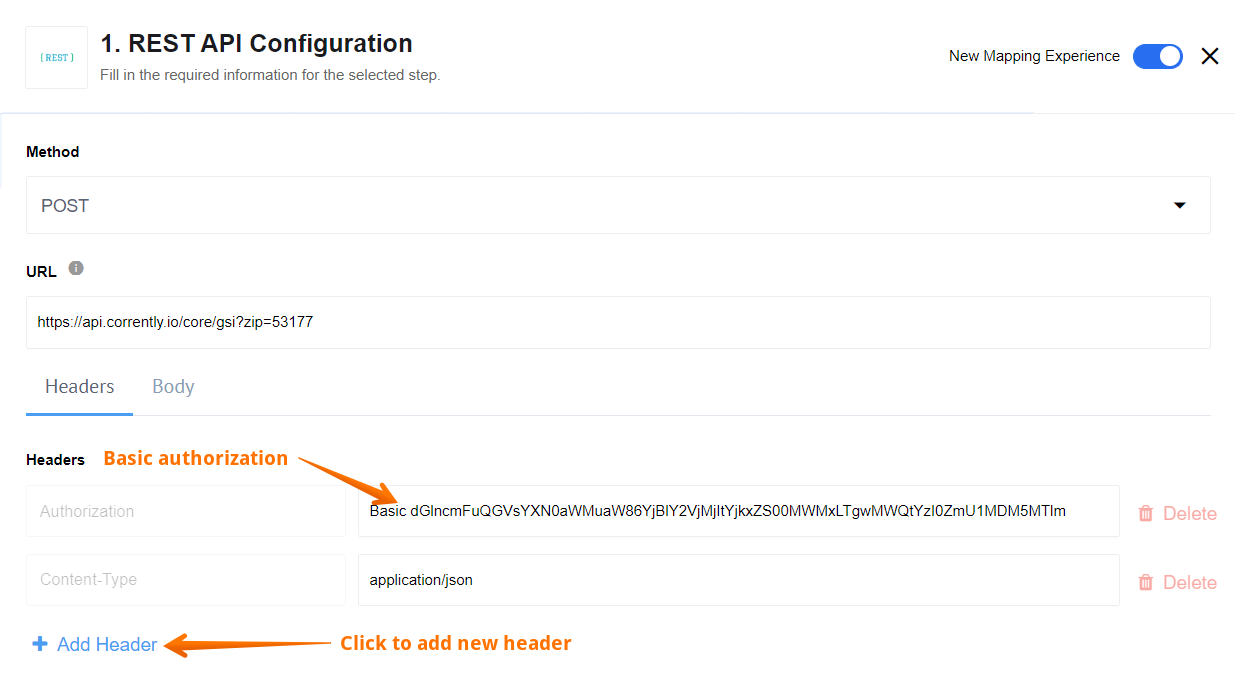 { REST }
1. REST API Configuration
Fill in the required information for the selected step.
New Mapping Experience
Method
POST
URL
https://api.corrently.io/core/gsi?zip=53177
Headers Body
Headers Basic authorization
Authorization Basic dGlncmFuQGVsYXN0aWMuaW86YjBlY2VjMjItYjkxZS00MWMxLTgwMWQtYzI0ZmU1MDM5MTlm Delete
Content-Type application/json Delete
Add Header Click to add new header